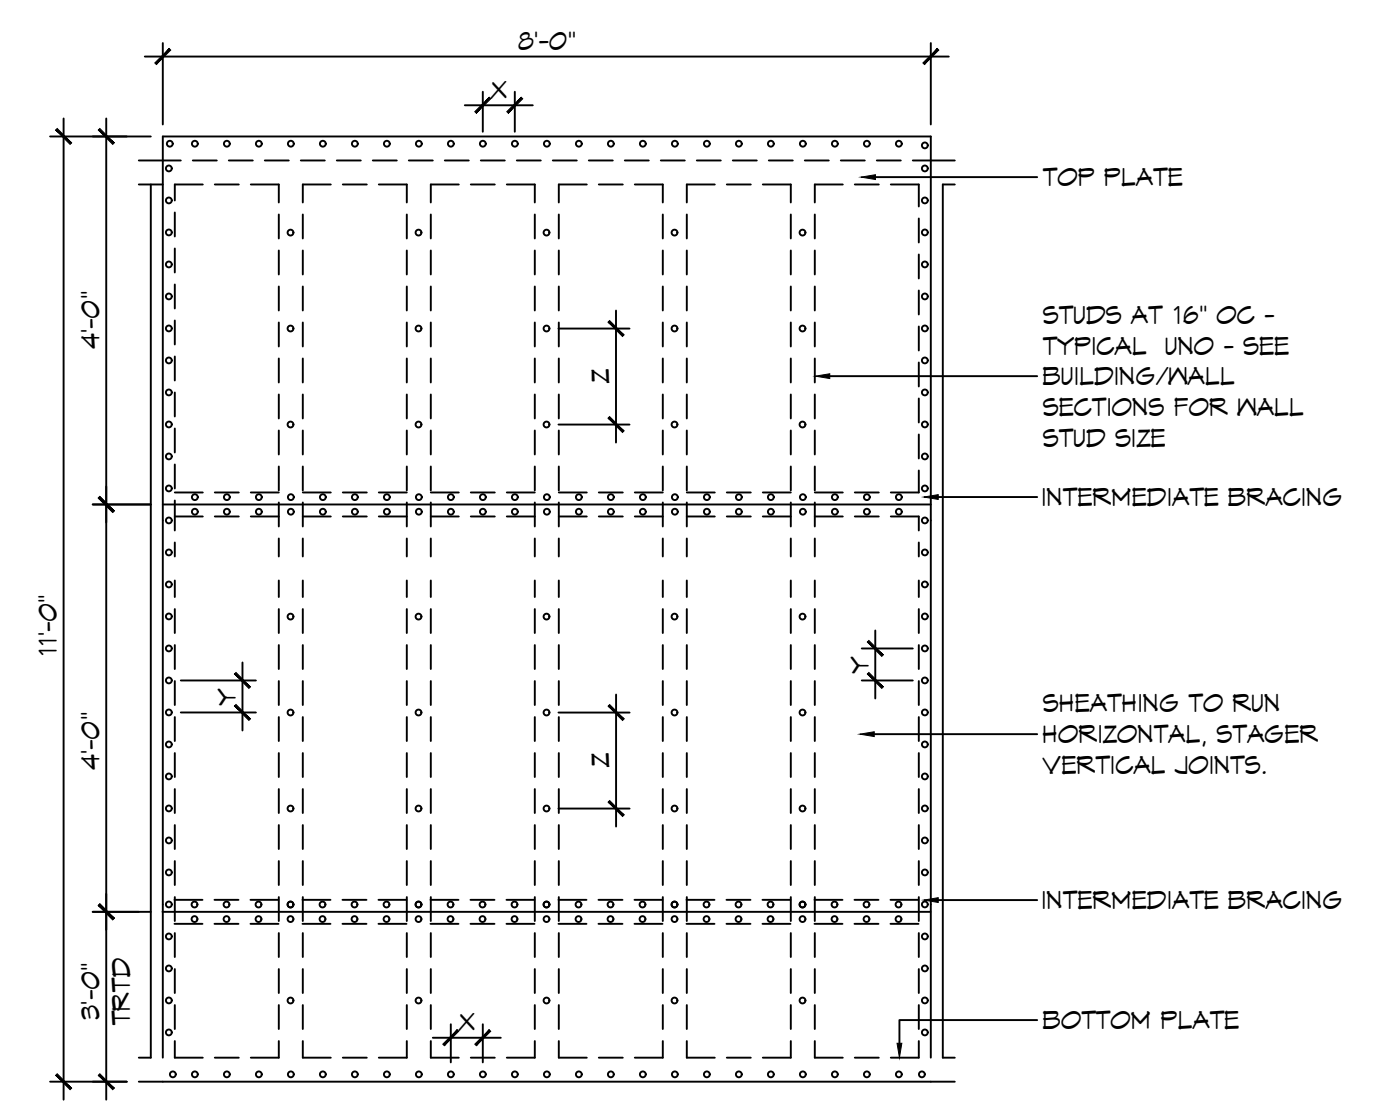 8'-0"
X
TOP PLATE
4'-0"
STUDS AT 16" OC -
TYPICAL UNO - SEE
BUILDING/WALL
SECTIONS FOR WALL
STUD SIZE
Z
INTERMEDIATE BRACING
11'-0"
Y
Y
4'-0"
Z
SHEATHING TO RUN
HORIZONTAL, STAGER
VERTICAL JOINTS.
INTERMEDIATE BRACING
3'-0"
TRTD
X
BOTTOM PLATE